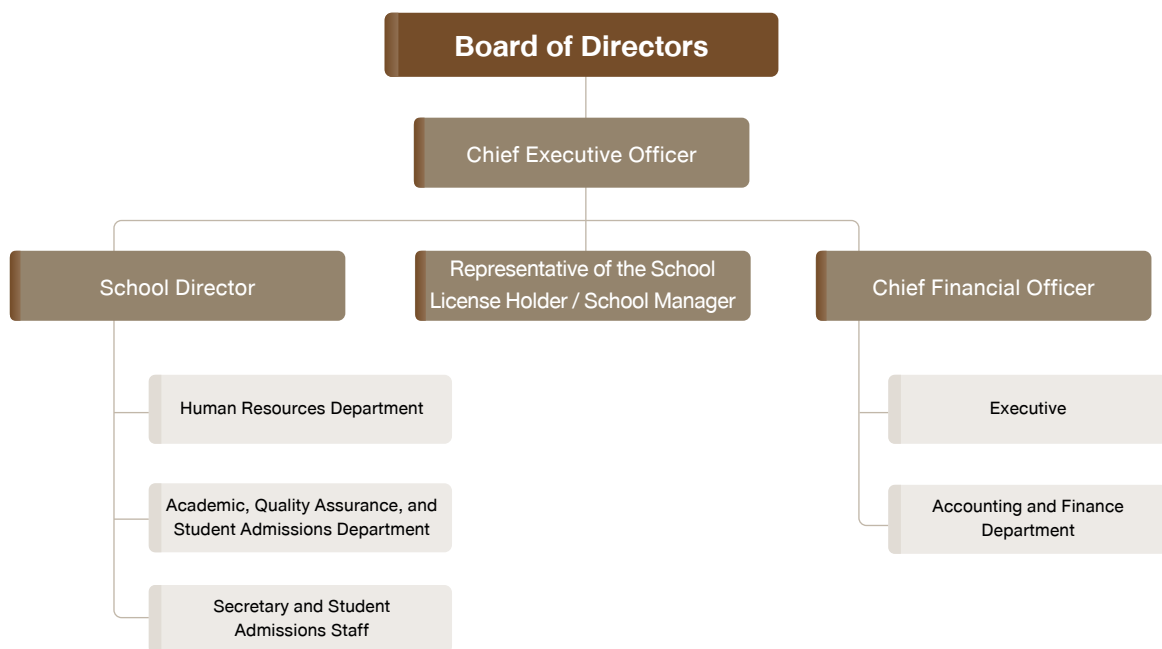 Board of Directors
Chief Executive Officer
School Director
Representative of the School
License Holder / School Manager
Chief Financial Officer
Human Resources Department
Executive
Academic, Quality Assurance, and
Student Admissions Department
Accounting and Finance
Department
Secretary and Student
Admissions Staff